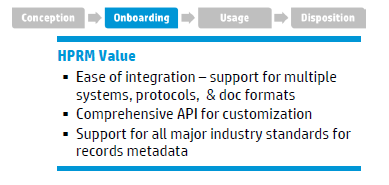 Conception Onboarding Usage Disposition
HPRM Value
▪ Ease of integration – support for multiple
systems, protocols, & doc formats
▪ Comprehensive API for customization
▪ Support for all major industry standards for
records metadata